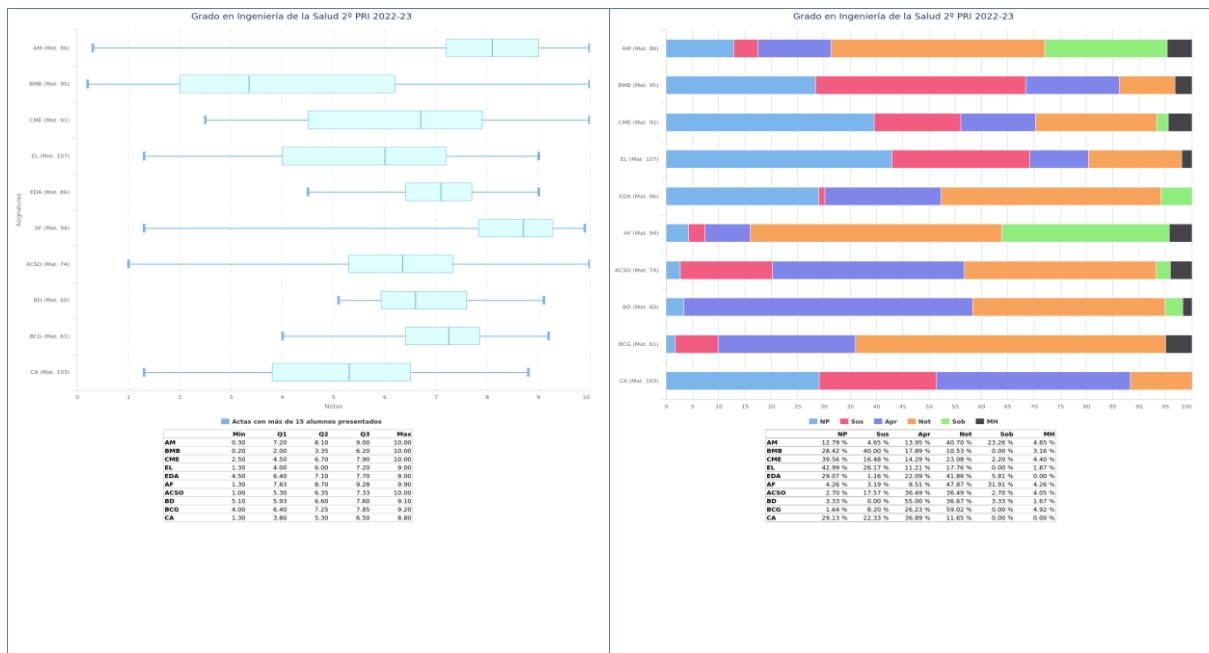 Grado en Ingeniería de la Salud 2º PRI 2022-23
Asignatures
AM (Mat. 86)
BMB (Mat. 95)
CME (Mat. 91)
EL (Mat. 107)
EDA (Mat. 86)
AF (Mat. 94)
ACSO (Mat. 74)
BD (Mat. 60)
BCG (Mat. 61)
CA (Mat. 103)
0 1 2 3 4 5 6 7 8 9 10
Notas
Actas con más de 15 alumnos presentados
Min Q1 Q2 Q3 Max
AM 0.30 7.20 8.10 9.00 10.00
BMB 0.20 2.00 3.35 6.20 10.00
CME 2.50 4.50 6.70 7.90 10.00
EL 1.30 4.00 6.00 7.20 9.00
EDA 4.50 6.40 7.10 7.70 9.00
AF 1.30 7.83 8.70 9.28 9.90
ACSO 1.00 5.30 6.35 7.33 10.00
BD 5.10 5.93 6.60 7.60 9.10
BCG 4.00 6.40 7.25 7.85 9.20
CA 1.30 3.80 5.30 6.50 8.80
Grado en Ingeniería de la Salud 2º PRI 2022-23
AM (Mat. 86)
BMB (Mat. 95)
CME (Mat. 91)
EL (Mat. 107)
EDA (Mat. 86)
AF (Mat. 94)
ACSO (Mat. 74)
BD (Mat. 60)
BCG (Mat. 61)
CA (Mat. 103)
0 5 10 15 20 25 30 35 40 45 50 55 60 65 70 75 80 85 90 95 100
NP Sus Apr Not Sob MH
NP Sus Apr Not Sob MH
AM 12.79 % 4.65 % 13.95 % 40.70 % 23.26 % 4.65 %
BMB 28.42 % 40.00 % 17.89 % 10.53 % 0.00 % 3.16 %
CME 39.56 % 16.48 % 14.29 % 23.08 % 2.20 % 4.40 %
EL 42.99 % 26.17 % 11.21 % 17.76 % 0.00 % 1.87 %
EDA 29.07 % 1.16 % 22.09 % 41.86 % 5.81 % 0.00 %
AF 4.26 % 3.19 % 8.51 % 47.87 % 31.91 % 4.26 %
ACSO 2.70 % 17.57 % 36.49 % 36.49 % 2.70 % 4.05 %
BD 3.33 % 0.00 % 55.00 % 36.67 % 3.33 % 1.67 %
BCG 1.64 % 8.20 % 26.23 % 59.02 % 0.00 % 4.92 %
CA 29.13 % 22.33 % 36.89 % 11.65 % 0.00 % 0.00 %